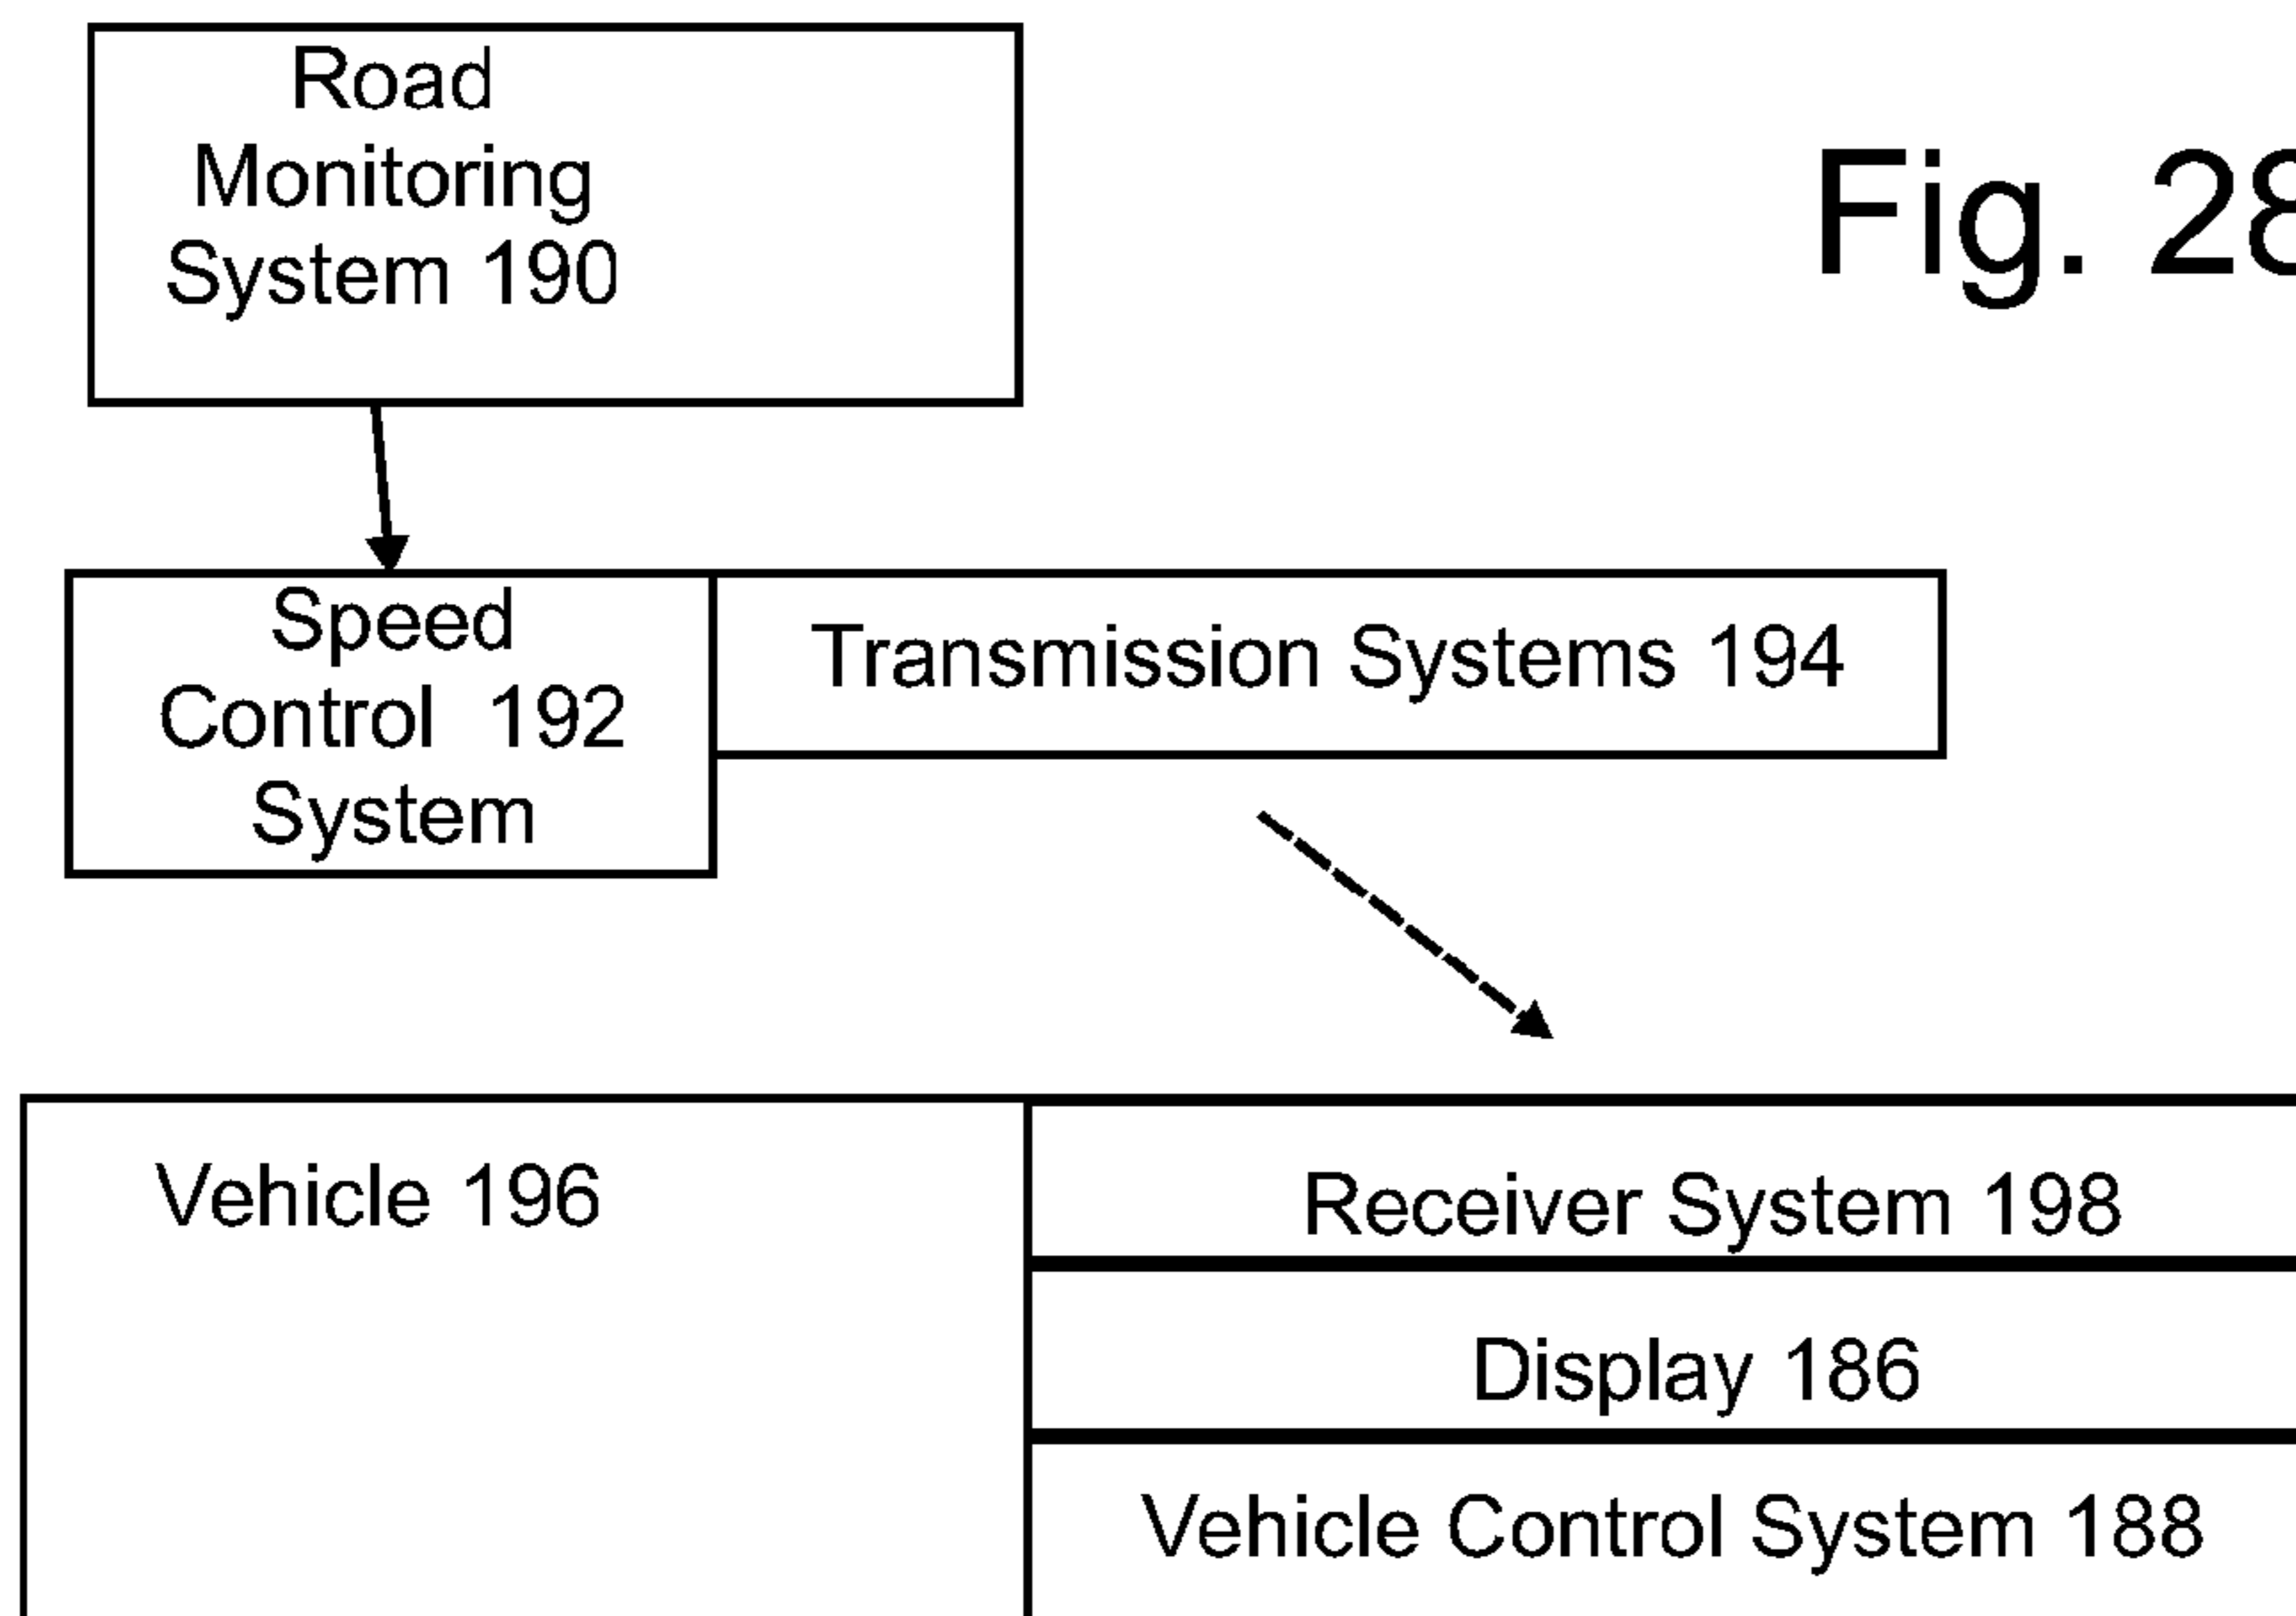 Road
Monitoring
System 190
Fig. 28
Speed
Control 192
System
Transmission Systems 194
Vehicle 196
Receiver System 198
Display 186
Vehicle Control System 188